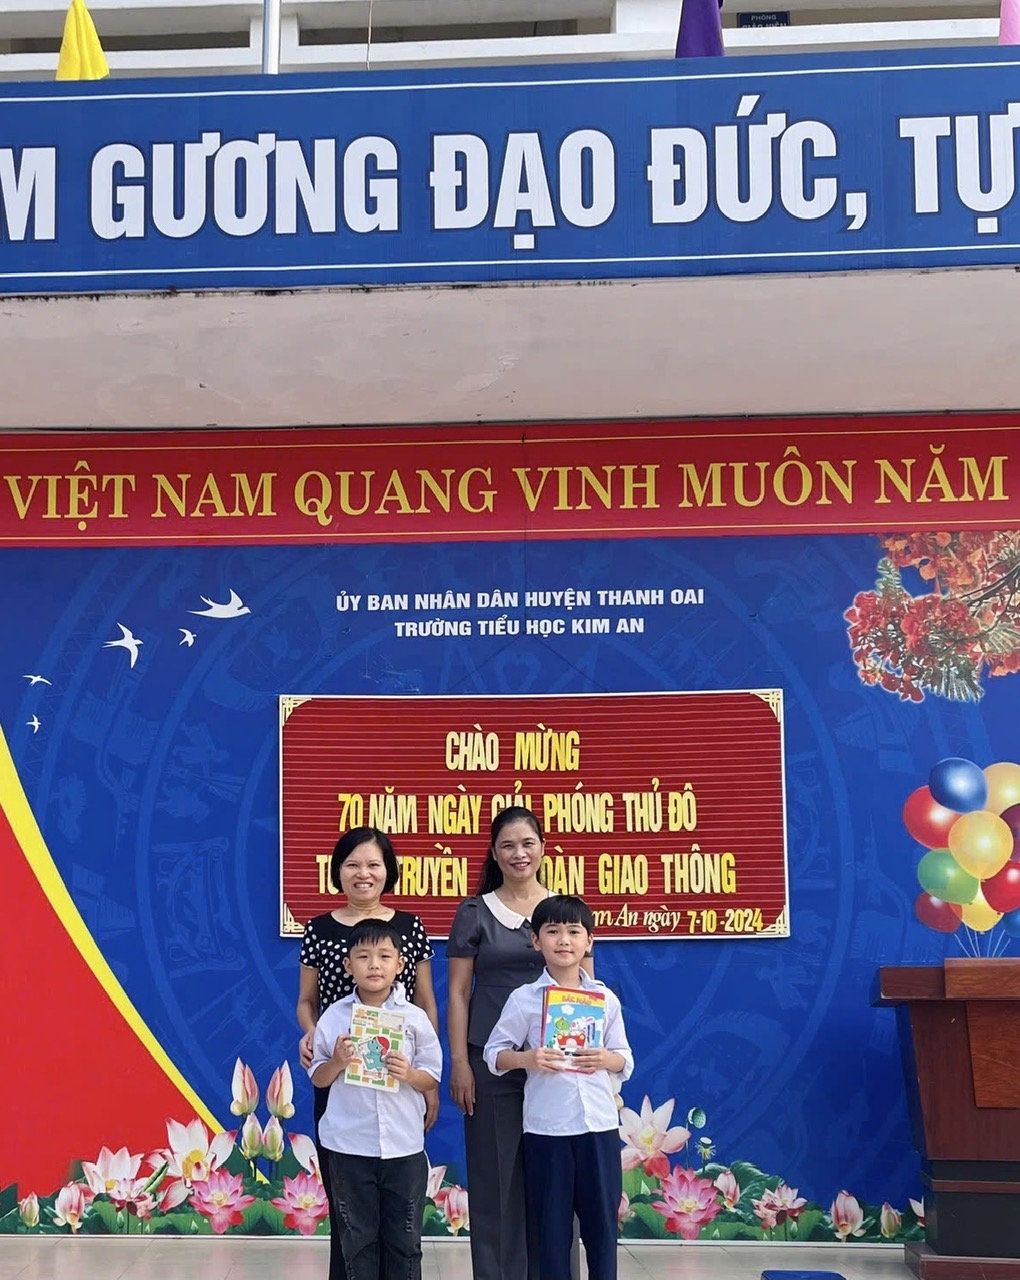 PHÒNG
M GƯƠNG ĐẠO ĐỨC, TỰ
VIỆT NAM QUANG VINH MUÔN NĂM
ỦY BAN NHÂN DÂN HUYỆN THANH OAI
TRƯỜNG TIỂU HỌC KIM AN
CHÀO MỪNG
70 NĂM NGÀY GIẢI PHÓNG THỦ ĐÔ
TRUYỀN OÀN GIAO THÔNG
m An ngày 7-10-2024